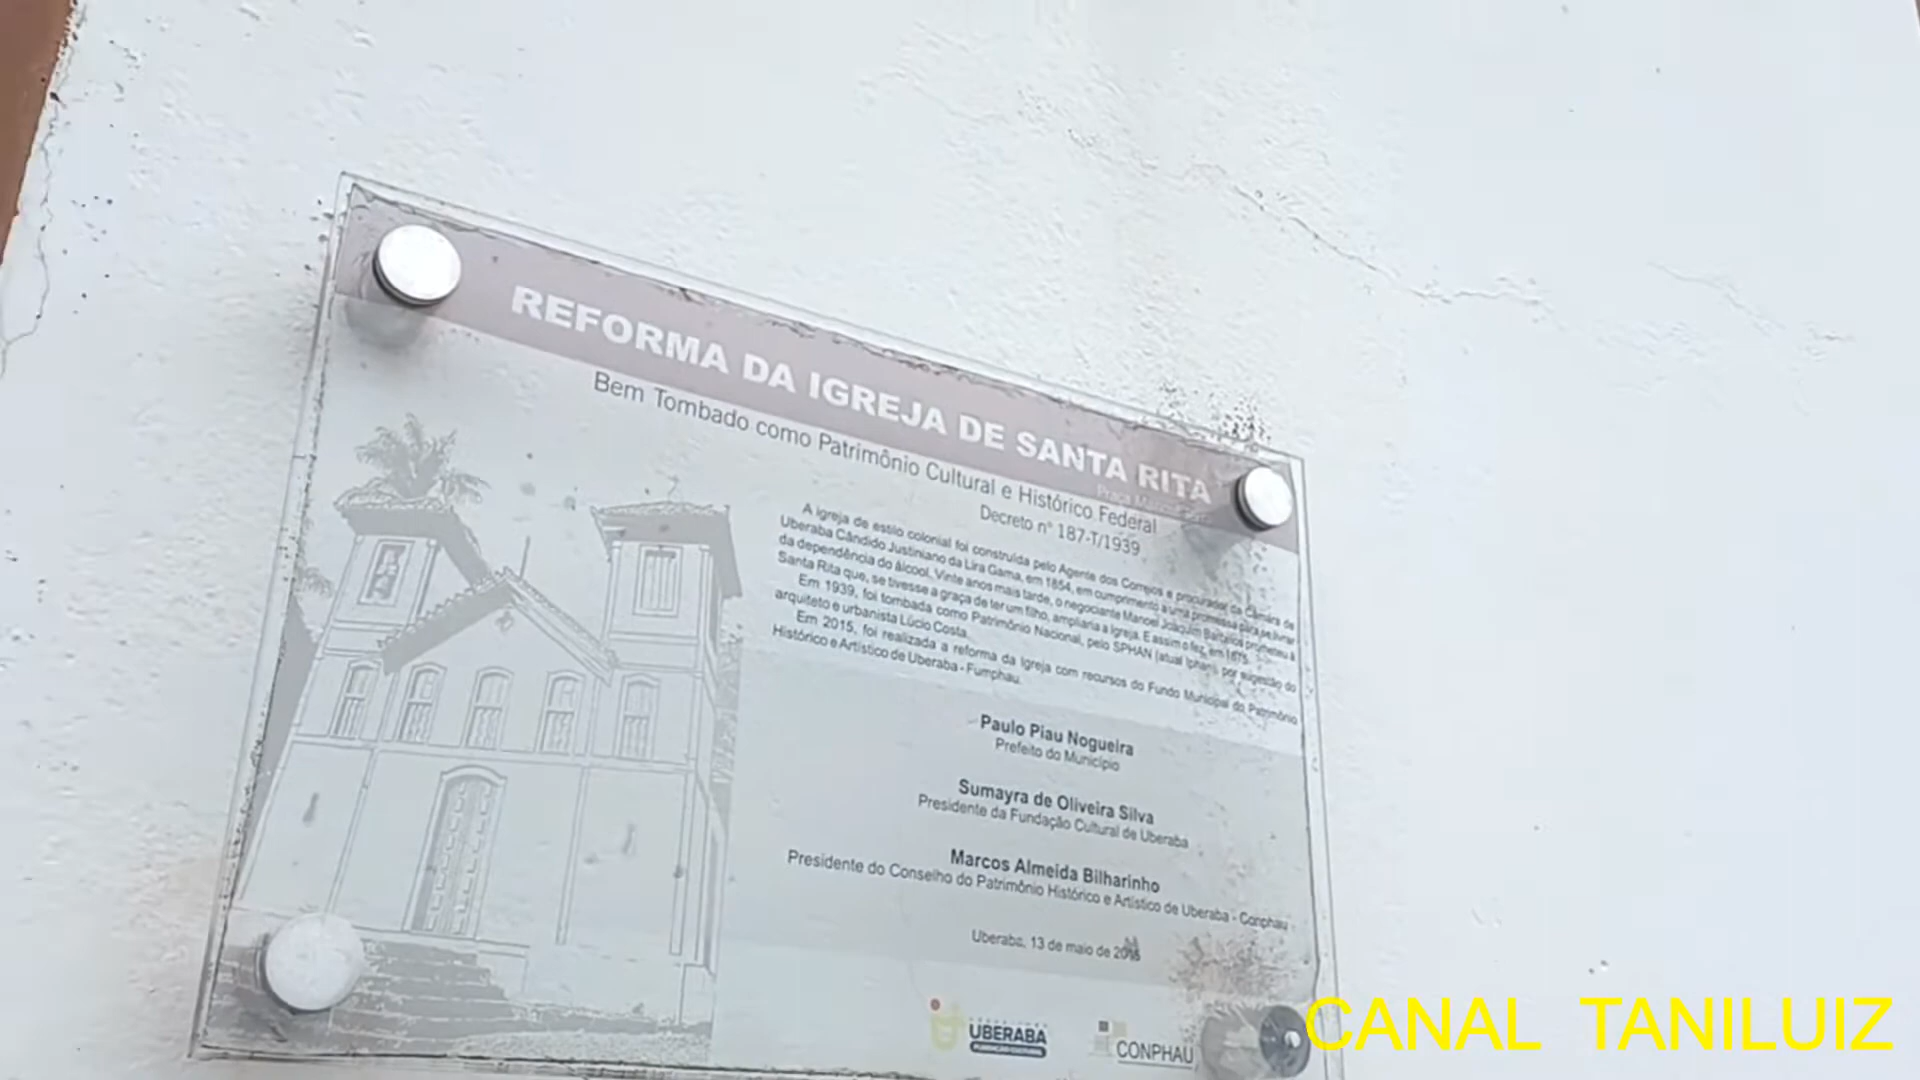 REFORMA DA IGREJA DE SANTA RITA
Bem Tombado como Patrimônio Cultural e Histórico Federal
Decreto nº 187-T/1939
A igreja de estilo colonial foi construída pelo Agente dos Correios e procurador da Câmara de
Uberaba Cândido Justiniano da Lira Gama, em 1854, em cumprimento a uma promessa para se livrar
da dependência do álcool. Vinte anos mais tarde, o negociante Manoel Joaquim Barcelos prometeu à
Santa Rita que, se tivesse a graça de ter um filho, ampliaria a Igreja. E assim o fez, em 1875.
Em 1939, foi tombada como Patrimônio Nacional, pelo SPHAN (atual Iphan), por sugestão do
arquiteto e urbanista Lúcio Costa.
Em 2015, foi realizada a reforma da Igreja com recursos do Fundo Municipal do Patrimônio
Histórico e Artístico de Uberaba - Fumphau.
Paulo Piau Nogueira
Prefeito do Município
Sumayra de Oliveira Silva
Presidente da Fundação Cultural de Uberaba
Marcos Almeida Bilharinho
Presidente do Conselho do Patrimônio Histórico e Artístico de Uberaba - Conphau
Uberaba, 13 de maio de
UBERABA
FUNDAÇÃO CULTURAL
CONPHAU
CANAL TANILUIZ